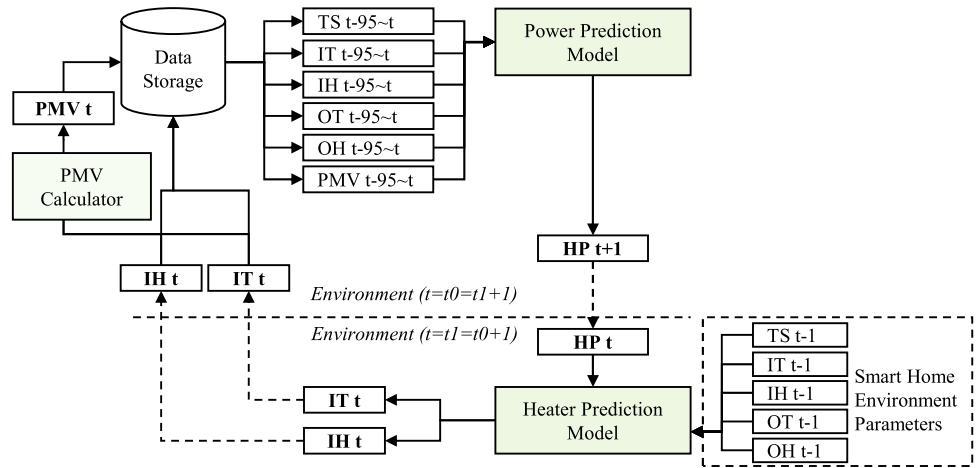 Data
Storage
PMV t
PMV
Calculator
TS t-95~t
IT t-95~t
IH t-95~t
OT t-95~t
OH t-95~t
PMV t-95~t
Power Prediction
Model
HP t+1
IH t
IT t
Environment (t=t0=t1+1)
Environment (t=t1=t0+1)
HP t
IT t
IH t
Heater Prediction
Model
TS t-1
IT t-1
IH t-1
OT t-1
OH t-1
Smart Home
Environment
Parameters